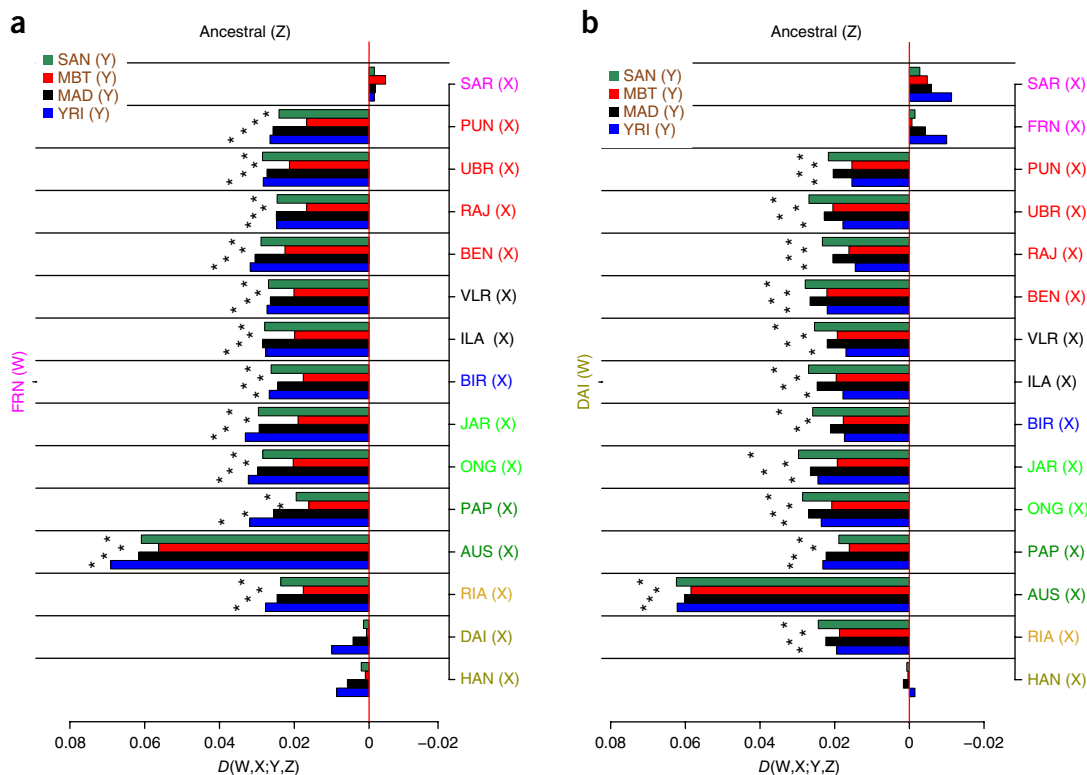 a
Ancestral (Z)
SAN (Y)
MBT (Y)
MAD (Y)
YRI (Y)
SAR (X)
PUN (X)
UBR (X)
RAJ (X)
BEN (X)
VLR (X)
ILA (X)
BIR (X)
JAR (X)
ONG (X)
PAP (X)
AUS (X)
RIA (X)
DAI (X)
HAN (X)
FRN (W)
0.08 0.06 0.04 0.02 0 -0.02
D(W,X;Y,Z)
b
Ancestral (Z)
SAN (Y)
MBT (Y)
MAD (Y)
YRI (Y)
SAR (X)
FRN (X)
PUN (X)
UBR (X)
RAJ (X)
BEN (X)
VLR (X)
ILA (X)
BIR (X)
JAR (X)
ONG (X)
PAP (X)
AUS (X)
RIA (X)
HAN (X)
DAI (W)
0.08 0.06 0.04 0.02 0 -0.02
D(W,X;Y,Z)